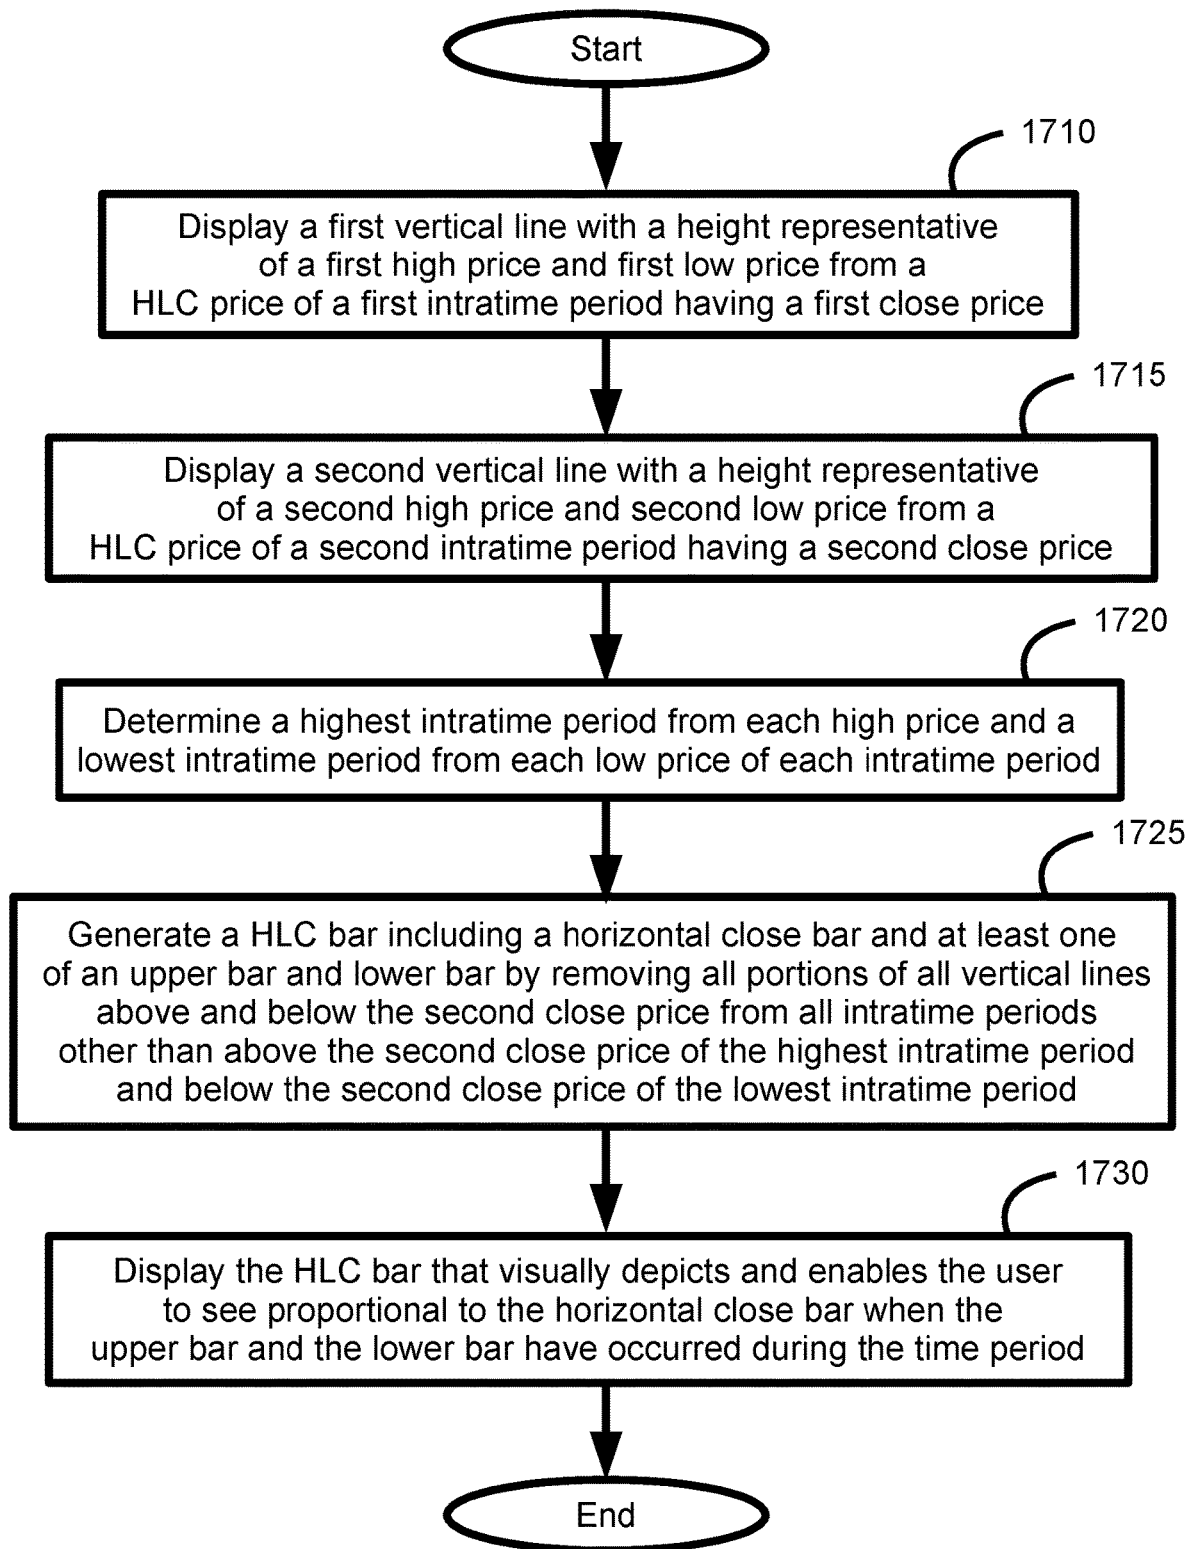 Start
1710
Display a first vertical line with a height representative
of a first high price and first low price from a
HLC price of a first intratime period having a first close price
1715
Display a second vertical line with a height representative
of a second high price and second low price from a
HLC price of a second intratime period having a second close price
1720
Determine a highest intratime period from each high price and a
lowest intratime period from each low price of each intratime period
1725
Generate a HLC bar including a horizontal close bar and at least one
of an upper bar and lower bar by removing all portions of all vertical lines
above and below the second close price from all intratime periods
other than above the second close price of the highest intratime period
and below the second close price of the lowest intratime period
1730
Display the HLC bar that visually depicts and enables the user
to see proportional to the horizontal close bar when the
upper bar and the lower bar have occurred during the time period
End